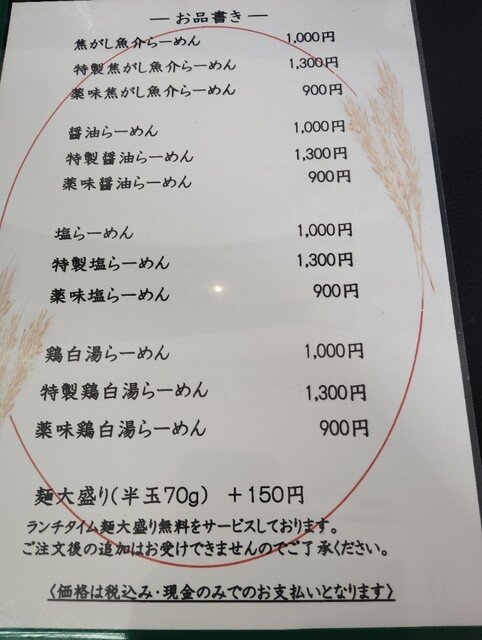 ― お品書き ―
焦がし魚介らーめん 1,000円
特製焦がし魚介らーめん 1,300円
薬味焦がし魚介らーめん 900円
醤油らーめん 1,000円
特製醤油らーめん 1,300円
薬味醤油らーめん 900円
塩らーめん 1,000円
特製塩らーめん 1,300円
薬味塩らーめん 900円
鶏白湯らーめん 1,000円
特製鶏白湯らーめん 1,300円
薬味鶏白湯らーめん 900円
麺大盛り(半玉70g) +150円
ランチタイム麺大盛り無料をサービスしております。
ご注文後の追加はお受けできませんのでご了承ください。
〈価格は税込み・現金のみでのお支払いとなります〉